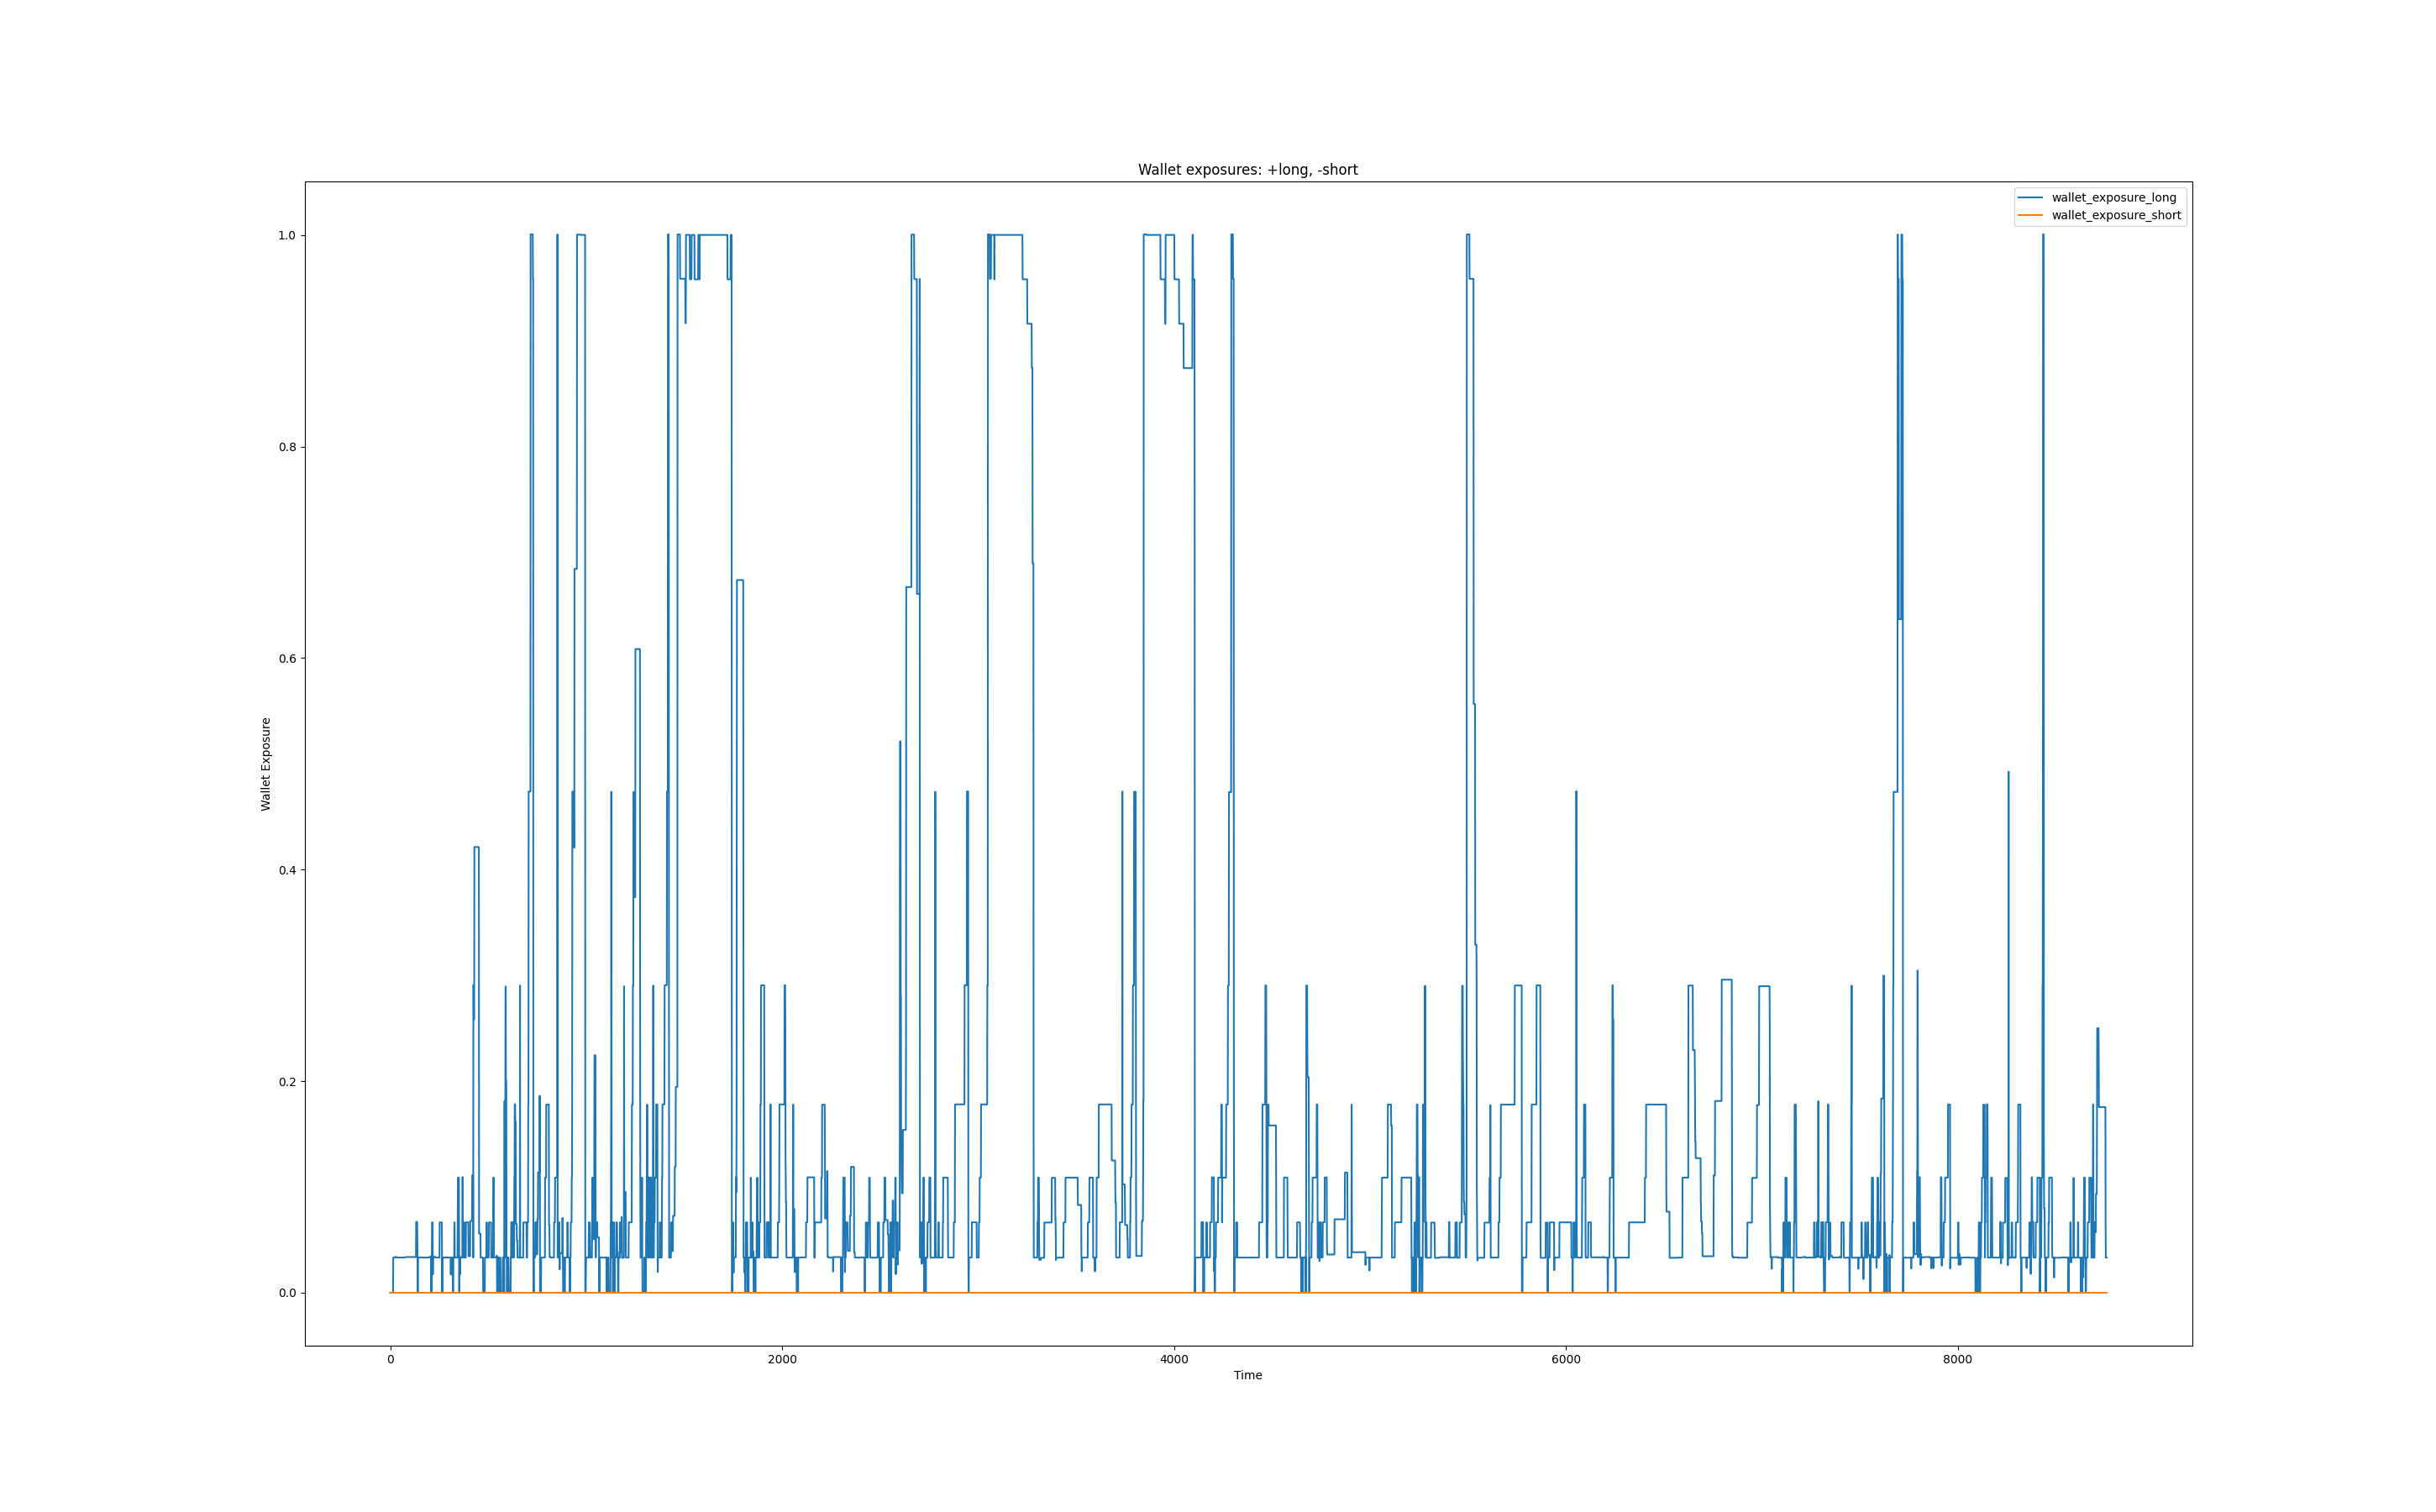 Wallet exposures: +long, -short
wallet_exposure_long
wallet_exposure_short
1.0
0.8
0.6
0.4
0.2
0.0
Wallet Exposure
0 2000 4000 6000 8000
Time